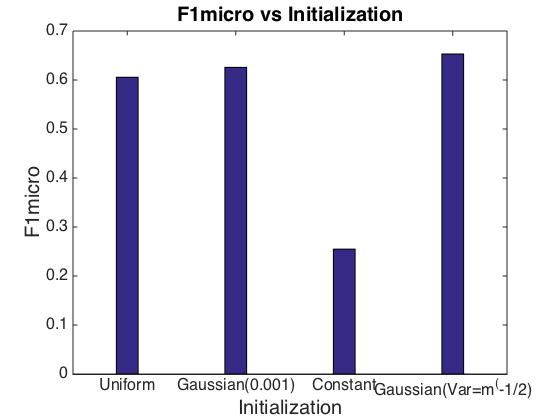 F1micro vs Initialization
0.7
0.6
0.5
0.4
0.3
0.2
0.1
0
F1micro
Uniform Gaussian(0.001) Constant Gaussian(Var=m(-1/2)
Initialization